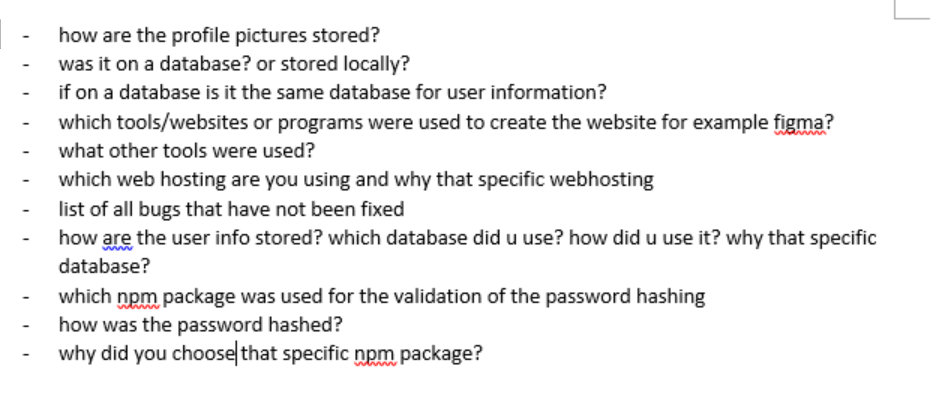 - how are the profile pictures stored?
- was it on a database? or stored locally?
- if on a database is it the same database for user information?
- which tools/websites or programs were used to create the website for example figma?
- what other tools were used?
- which web hosting are you using and why that specific webhosting
- list of all bugs that have not been fixed
- how are the user info stored? which database did u use? how did u use it? why that specific
database?
- which npm package was used for the validation of the password hashing
- how was the password hashed?
- why did you choose that specific npm package?